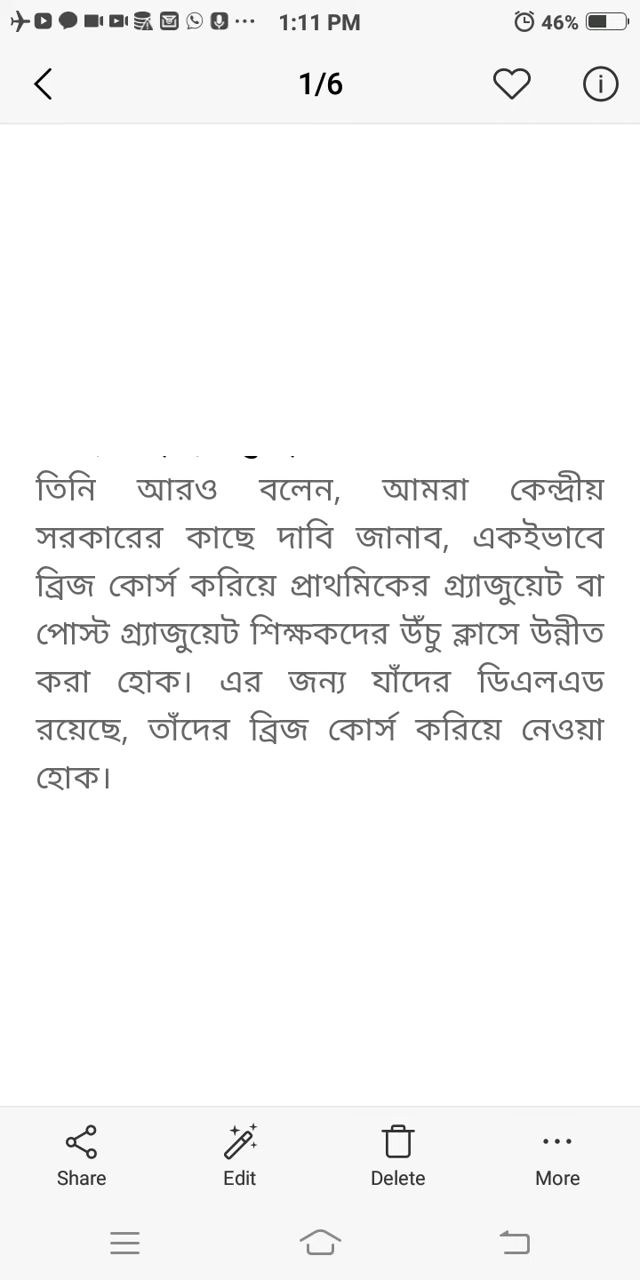 1:11 PM
46%
1/6
তিনি আরও বলেন, আমরা কেন্দ্রীয়
সরকারের কাছে দাবি জানাব, একইভাবে
ব্রিজ কোর্স করিয়ে প্রাথমিকের গ্র্যাজুয়েট বা
পোস্ট গ্র্যাজুয়েট শিক্ষকদের উঁচু ক্লাসে উন্নীত
করা হোক। এর জন্য যাঁদের ডিএলএড
রয়েছে, তাঁদের ব্রিজ কোর্স করিয়ে নেওয়া
হোক।
Share Edit Delete More